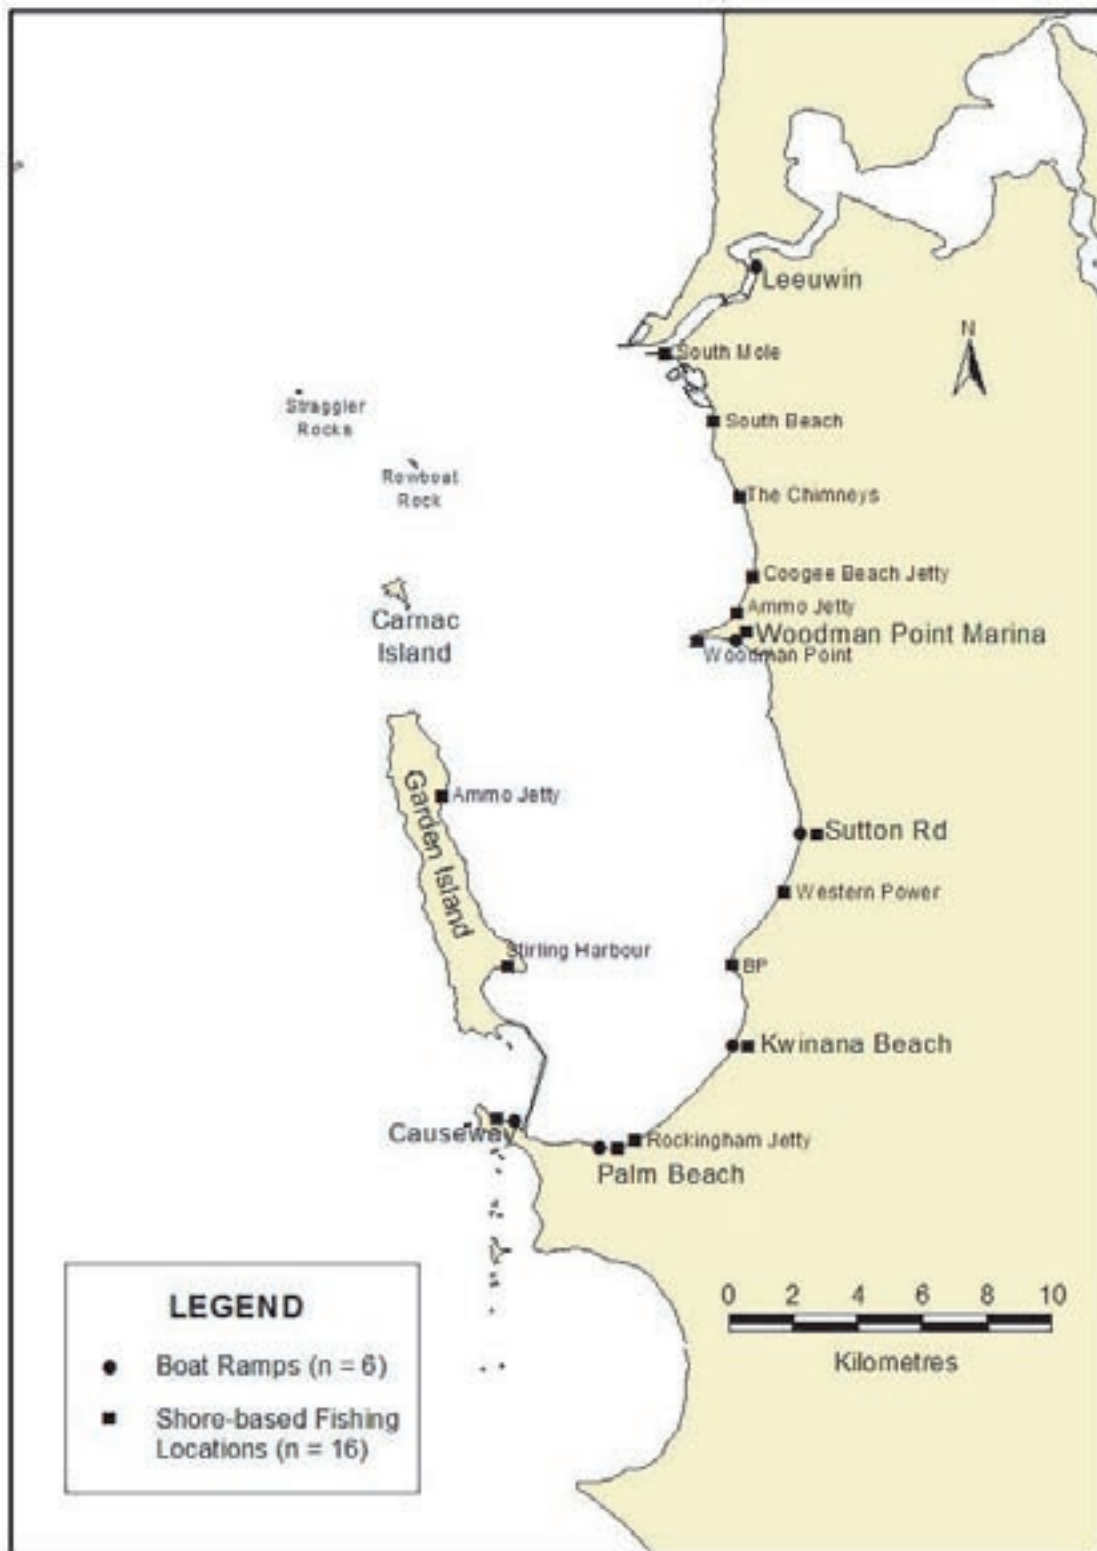 Leeuwin
N
South Mole
Straggler
Rocks
South Beach
Rowboat
Rock
The Chimneys
Coogee Beach Jetty
Ammo Jetty
Carnac
Island
Woodman Point Marina
Woodman Point
Garden Island
Ammo Jetty
Sutton Rd
Western Power
Stirling Harbour
BP
Kwinana Beach
Causeway
Rockingham Jetty
Palm Beach
LEGEND
Boat Ramps (n = 6)
Shore-based Fishing
Locations (n = 16)
0 2 4 6 8 10
Kilometres